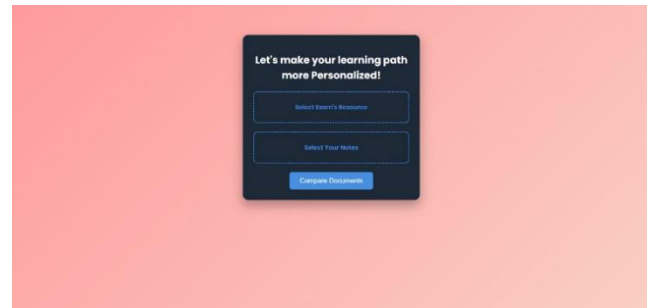 Let's make your learning path
more Personalized!
Select Exam's Resource
Select Your Notes
Compare Documents